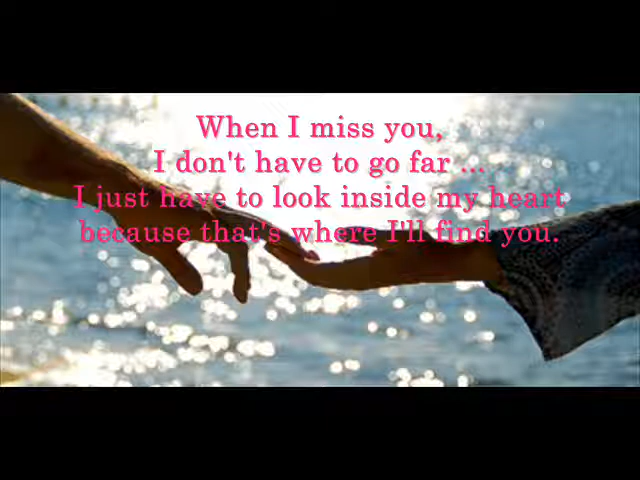 When I miss you,
I don't have to go far ...
I just have to look inside my heart
because that's where I'll find you.